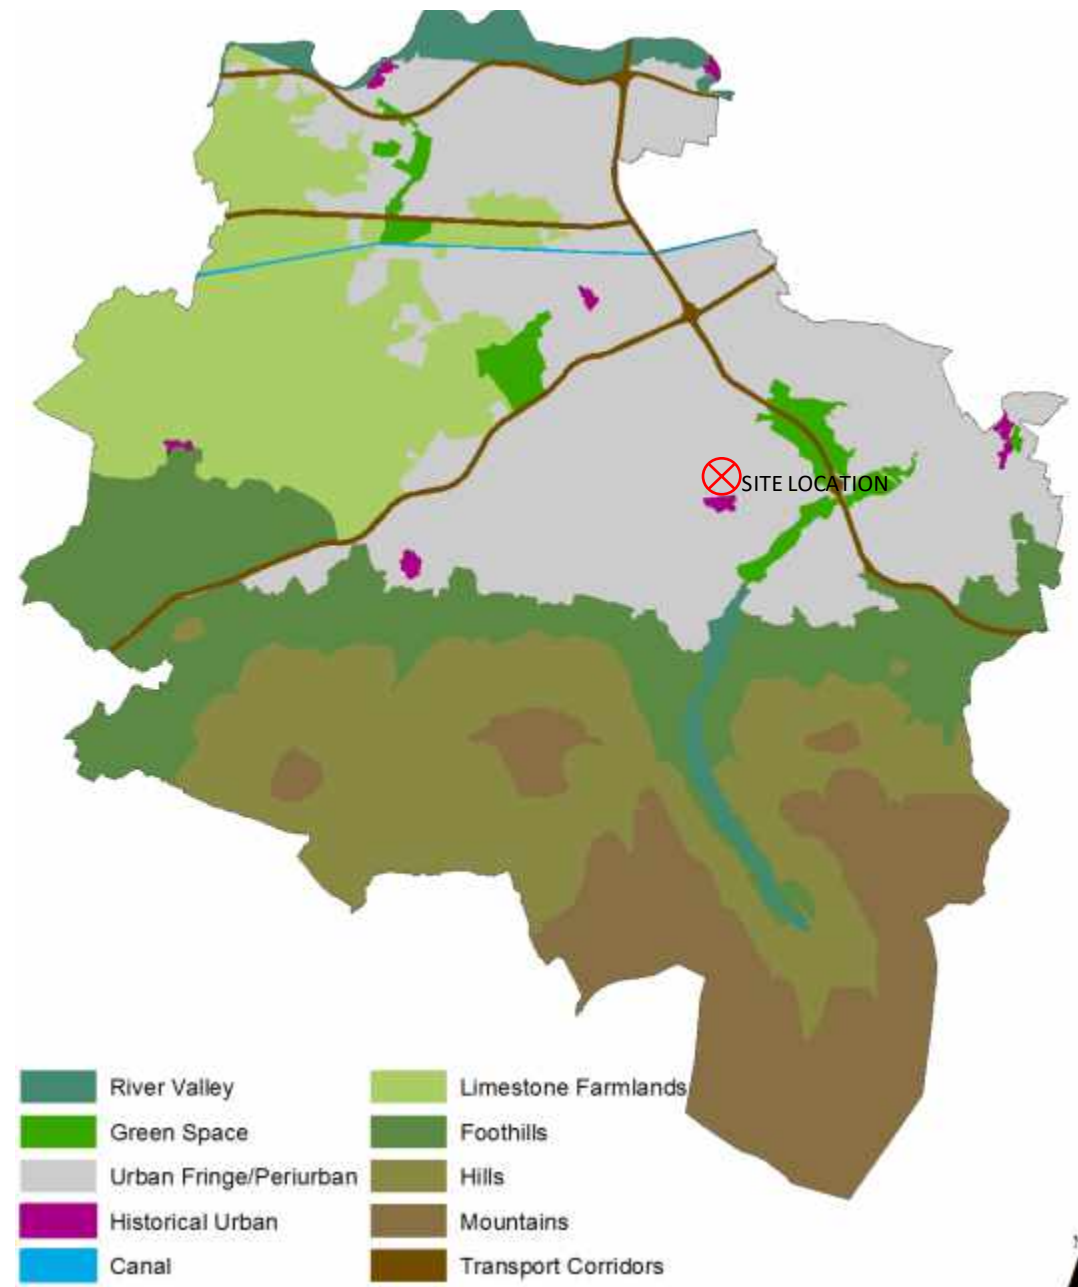 SITE LOCATION
River Valley
Green Space
Urban Fringe/Periurban
Historical Urban
Canal
Limestone Farmlands
Foothills
Hills
Mountains
Transport Corridors